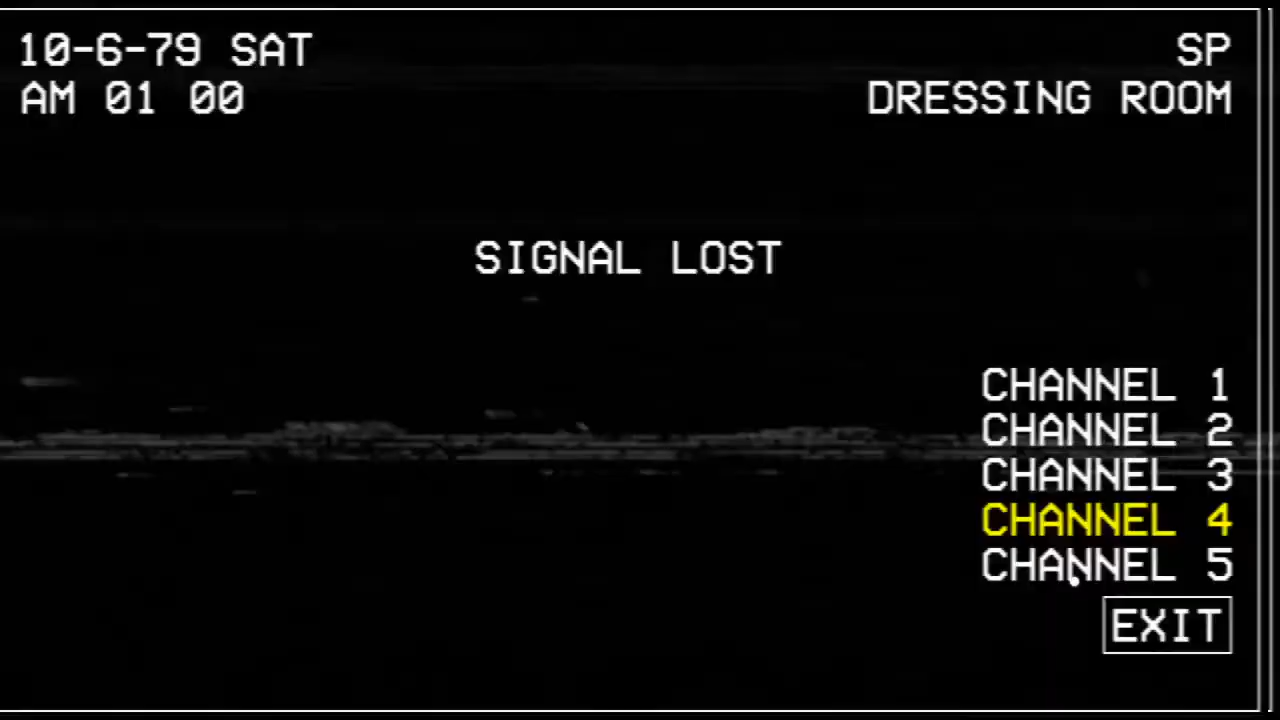 10-6-79 SAT
SP
AM 01 00
DRESSING ROOM
SIGNAL LOST
CHANNEL 1
CHANNEL 2
CHANNEL 3
CHANNEL 4
CHANNEL 5
EXIT